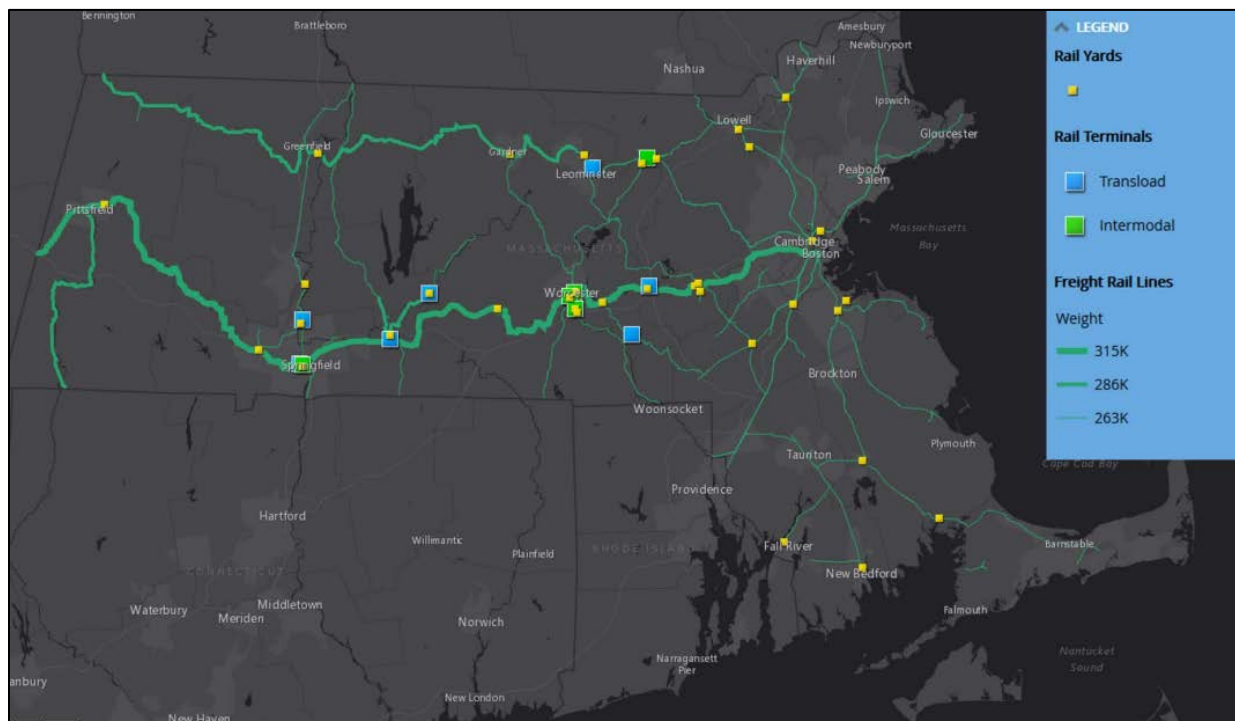 Bennington
Brattleboro
Amesbury
Newburyport
Haverhill
Nashua
Ipswich
Lowell
Gloucester
Greenfield
Gardner
Leominster
Peabody
Salem
Pittsfield
Massachusetts
Bay
Cambridge
Boston
MASSACHUSETTS
Worcester
Springfield
Brockton
Woonsocket
Plymouth
Taunton
Cape Cod Bay
Providence
Hartford
Willimantic
Plainfield
RHODE ISLAND
Fall River
Barnstable
CONNECTICUT
New Bedford
Waterbury
Middletown
Meriden
Norwich
Falmouth
Narragansett
Pier
Nantucket
Sound
anbury
New London
New Haven
LEGEND
Rail Yards
Rail Terminals
Transload
Intermodal
Freight Rail Lines
Weight
315K
286K
263K